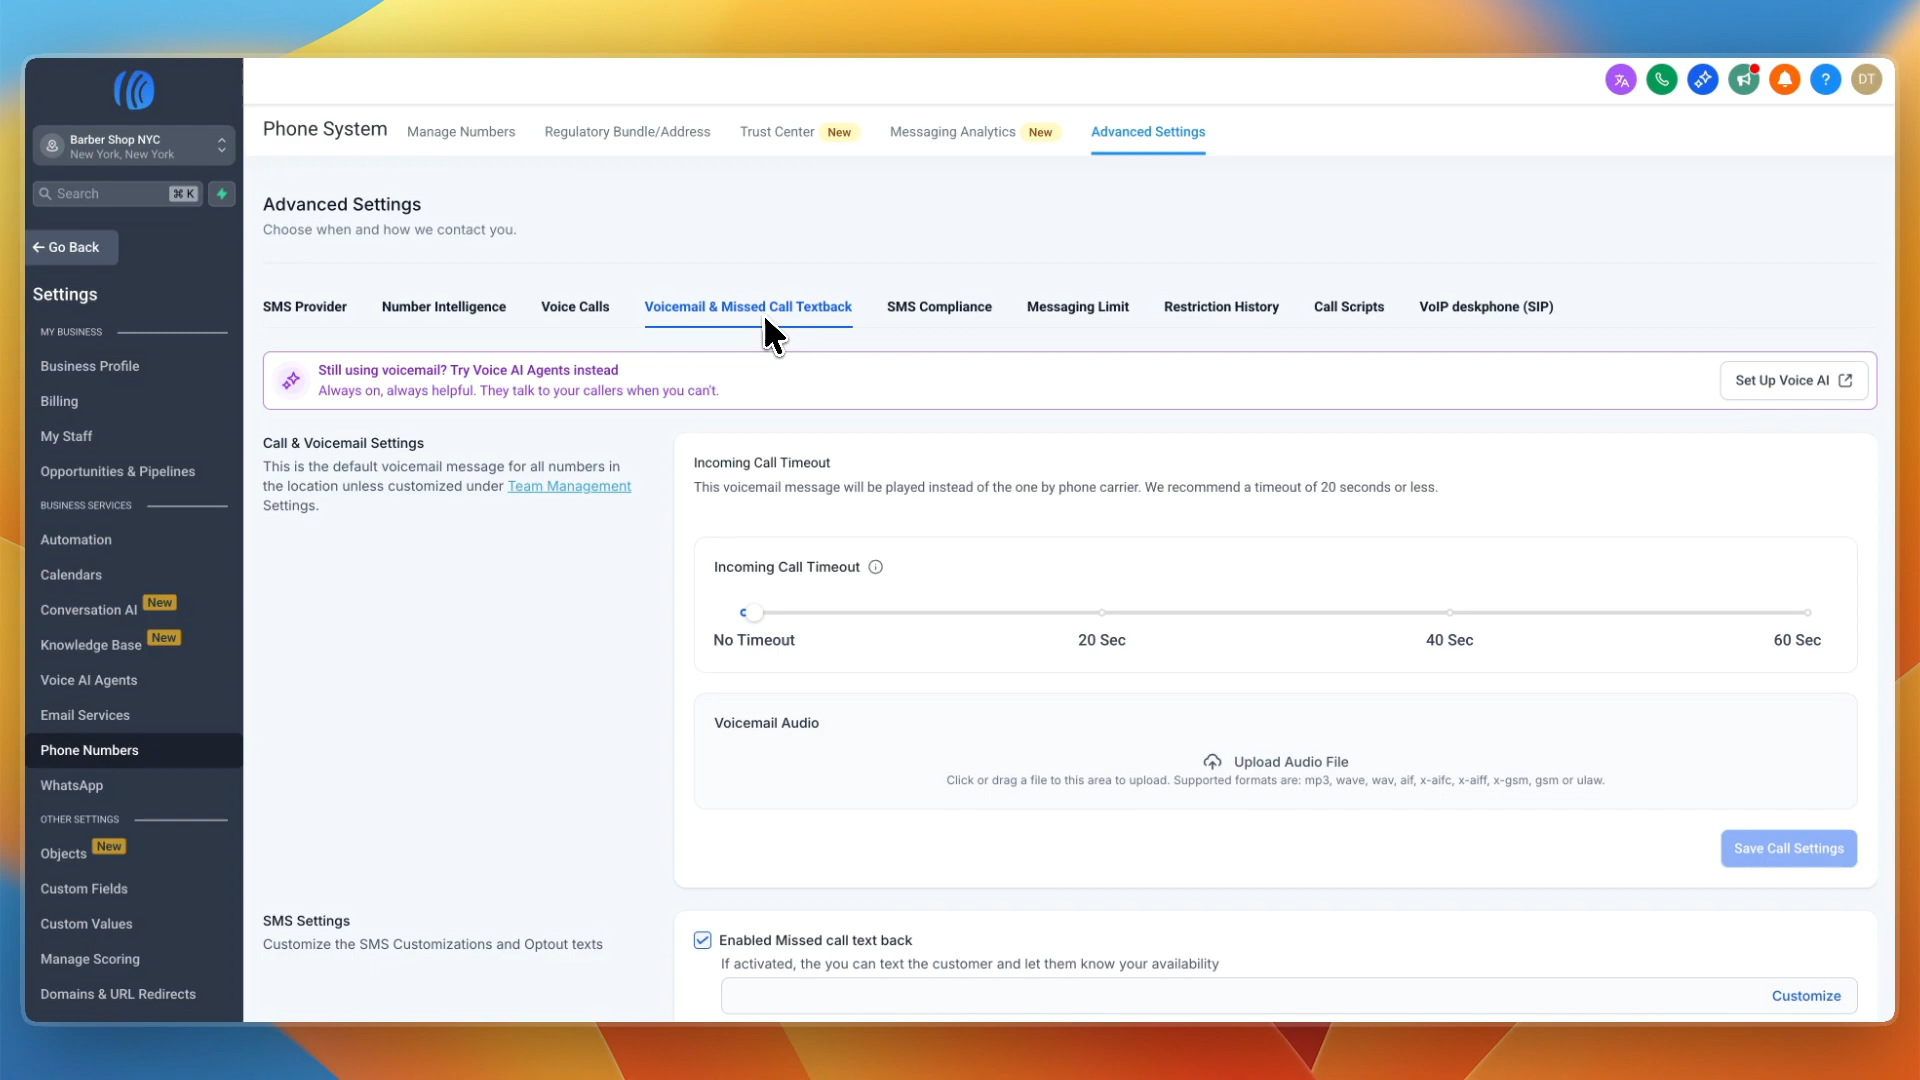 Barber Shop NYC
New York, New York
Search ⌘ K
Go Back
Settings
MY BUSINESS
Business Profile
Billing
My Staff
Opportunities & Pipelines
BUSINESS SERVICES
Automation
Calendars
Conversation AI New
Knowledge Base New
Voice AI Agents
Email Services
Phone Numbers
WhatsApp
OTHER SETTINGS
Objects New
Custom Fields
Custom Values
Manage Scoring
Domains & URL Redirects
? DT
Phone System Manage Numbers Regulatory Bundle/Address Trust Center New Messaging Analytics New Advanced Settings
Advanced Settings
Choose when and how we contact you.
SMS Provider Number Intelligence Voice Calls Voicemail & Missed Call Textback SMS Compliance Messaging Limit Restriction History Call Scripts VoIP deskphone (SIP)
Still using voicemail? Try Voice AI Agents instead
Always on, always helpful. They talk to your callers when you can't.
Set Up Voice AI
Call & Voicemail Settings
This is the default voicemail message for all numbers in
the location unless customized under Team Management
Settings.
Incoming Call Timeout
This voicemail message will be played instead of the one by phone carrier. We recommend a timeout of 20 seconds or less.
Incoming Call Timeout
No Timeout 20 Sec 40 Sec 60 Sec
Voicemail Audio
Upload Audio File
Click or drag a file to this area to upload. Supported formats are: mp3, wave, wav, aif, x-aifc, x-aiff, x-gsm, gsm or ulaw.
Save Call Settings
SMS Settings
Customize the SMS Customizations and Optout texts
Enabled Missed call text back
If activated, the you can text the customer and let them know your availability
Customize